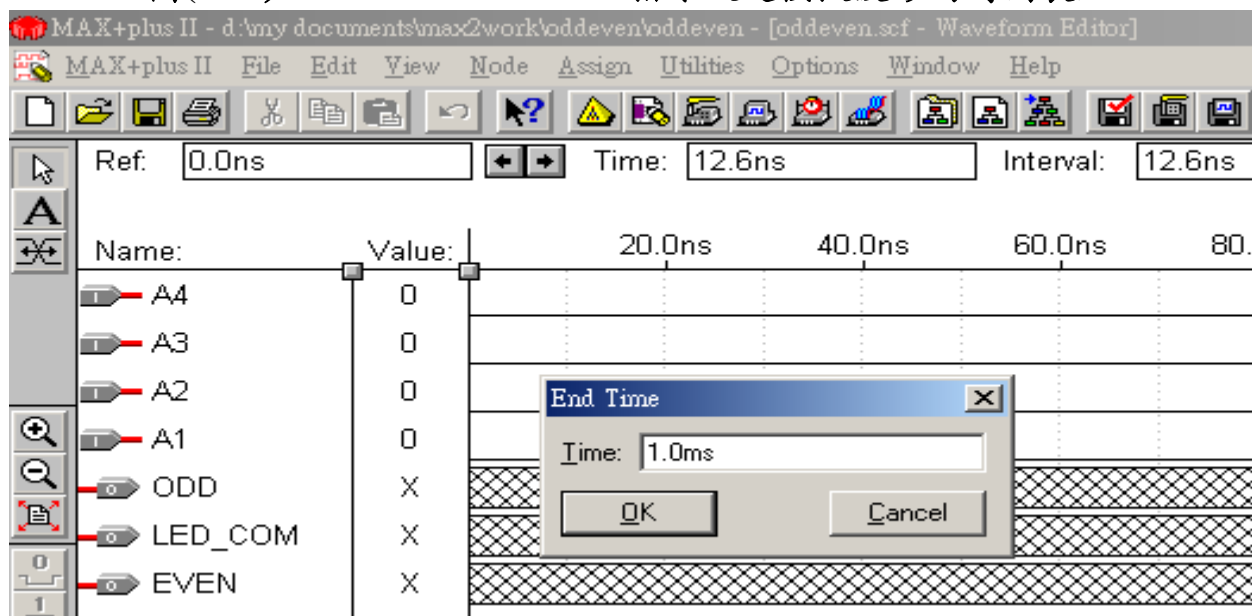 MAX+plus II - d:\my documents\max2work\oddeven\oddeven - [oddeven.scf - Waveform Editor]
MAX+plus II File Edit View Node Assign Utilities Options Window Help
Ref: 0.0ns Time: 12.6ns Interval: 12.6ns
A
Name: Value: 20.0ns 40.0ns 60.0ns 80.
A4 0
A3 0
A2 0
A1 0
ODD X
LED_COM X
EVEN X
End Time
Time: 1.0ms
OK Cancel
0
1